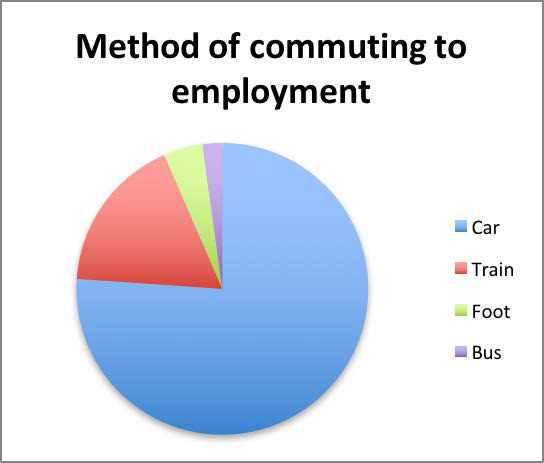 Method of commuting to
employment
Car
Train
Foot
Bus